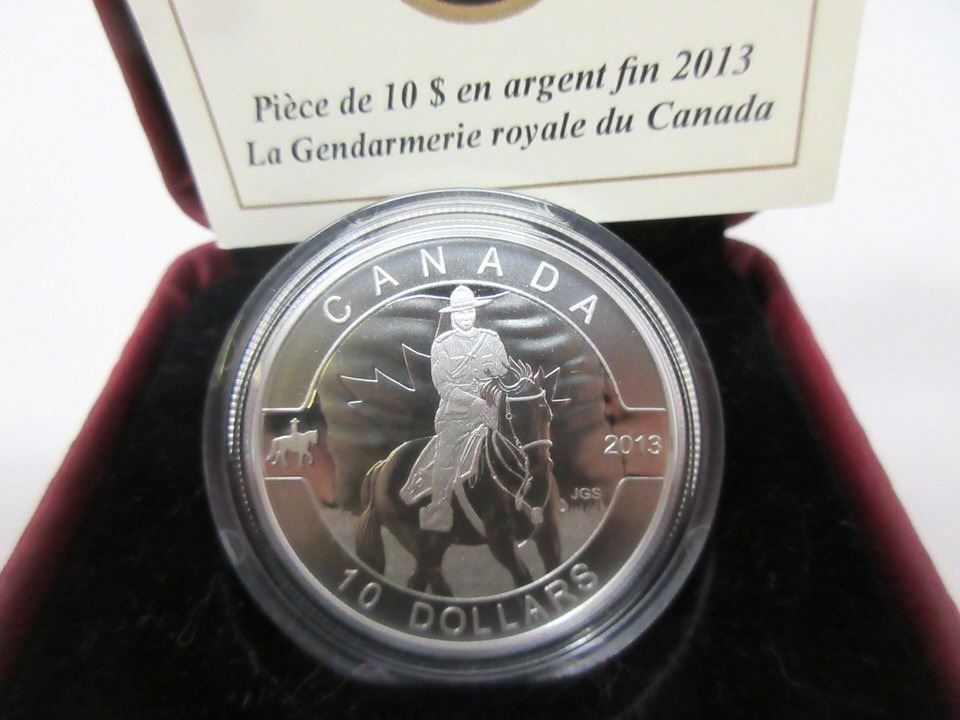 Pièce de 10 $ en argent fin 2013
La Gendarmerie royale du Canada
CANADA
2013
JGS
10 DOLLARS